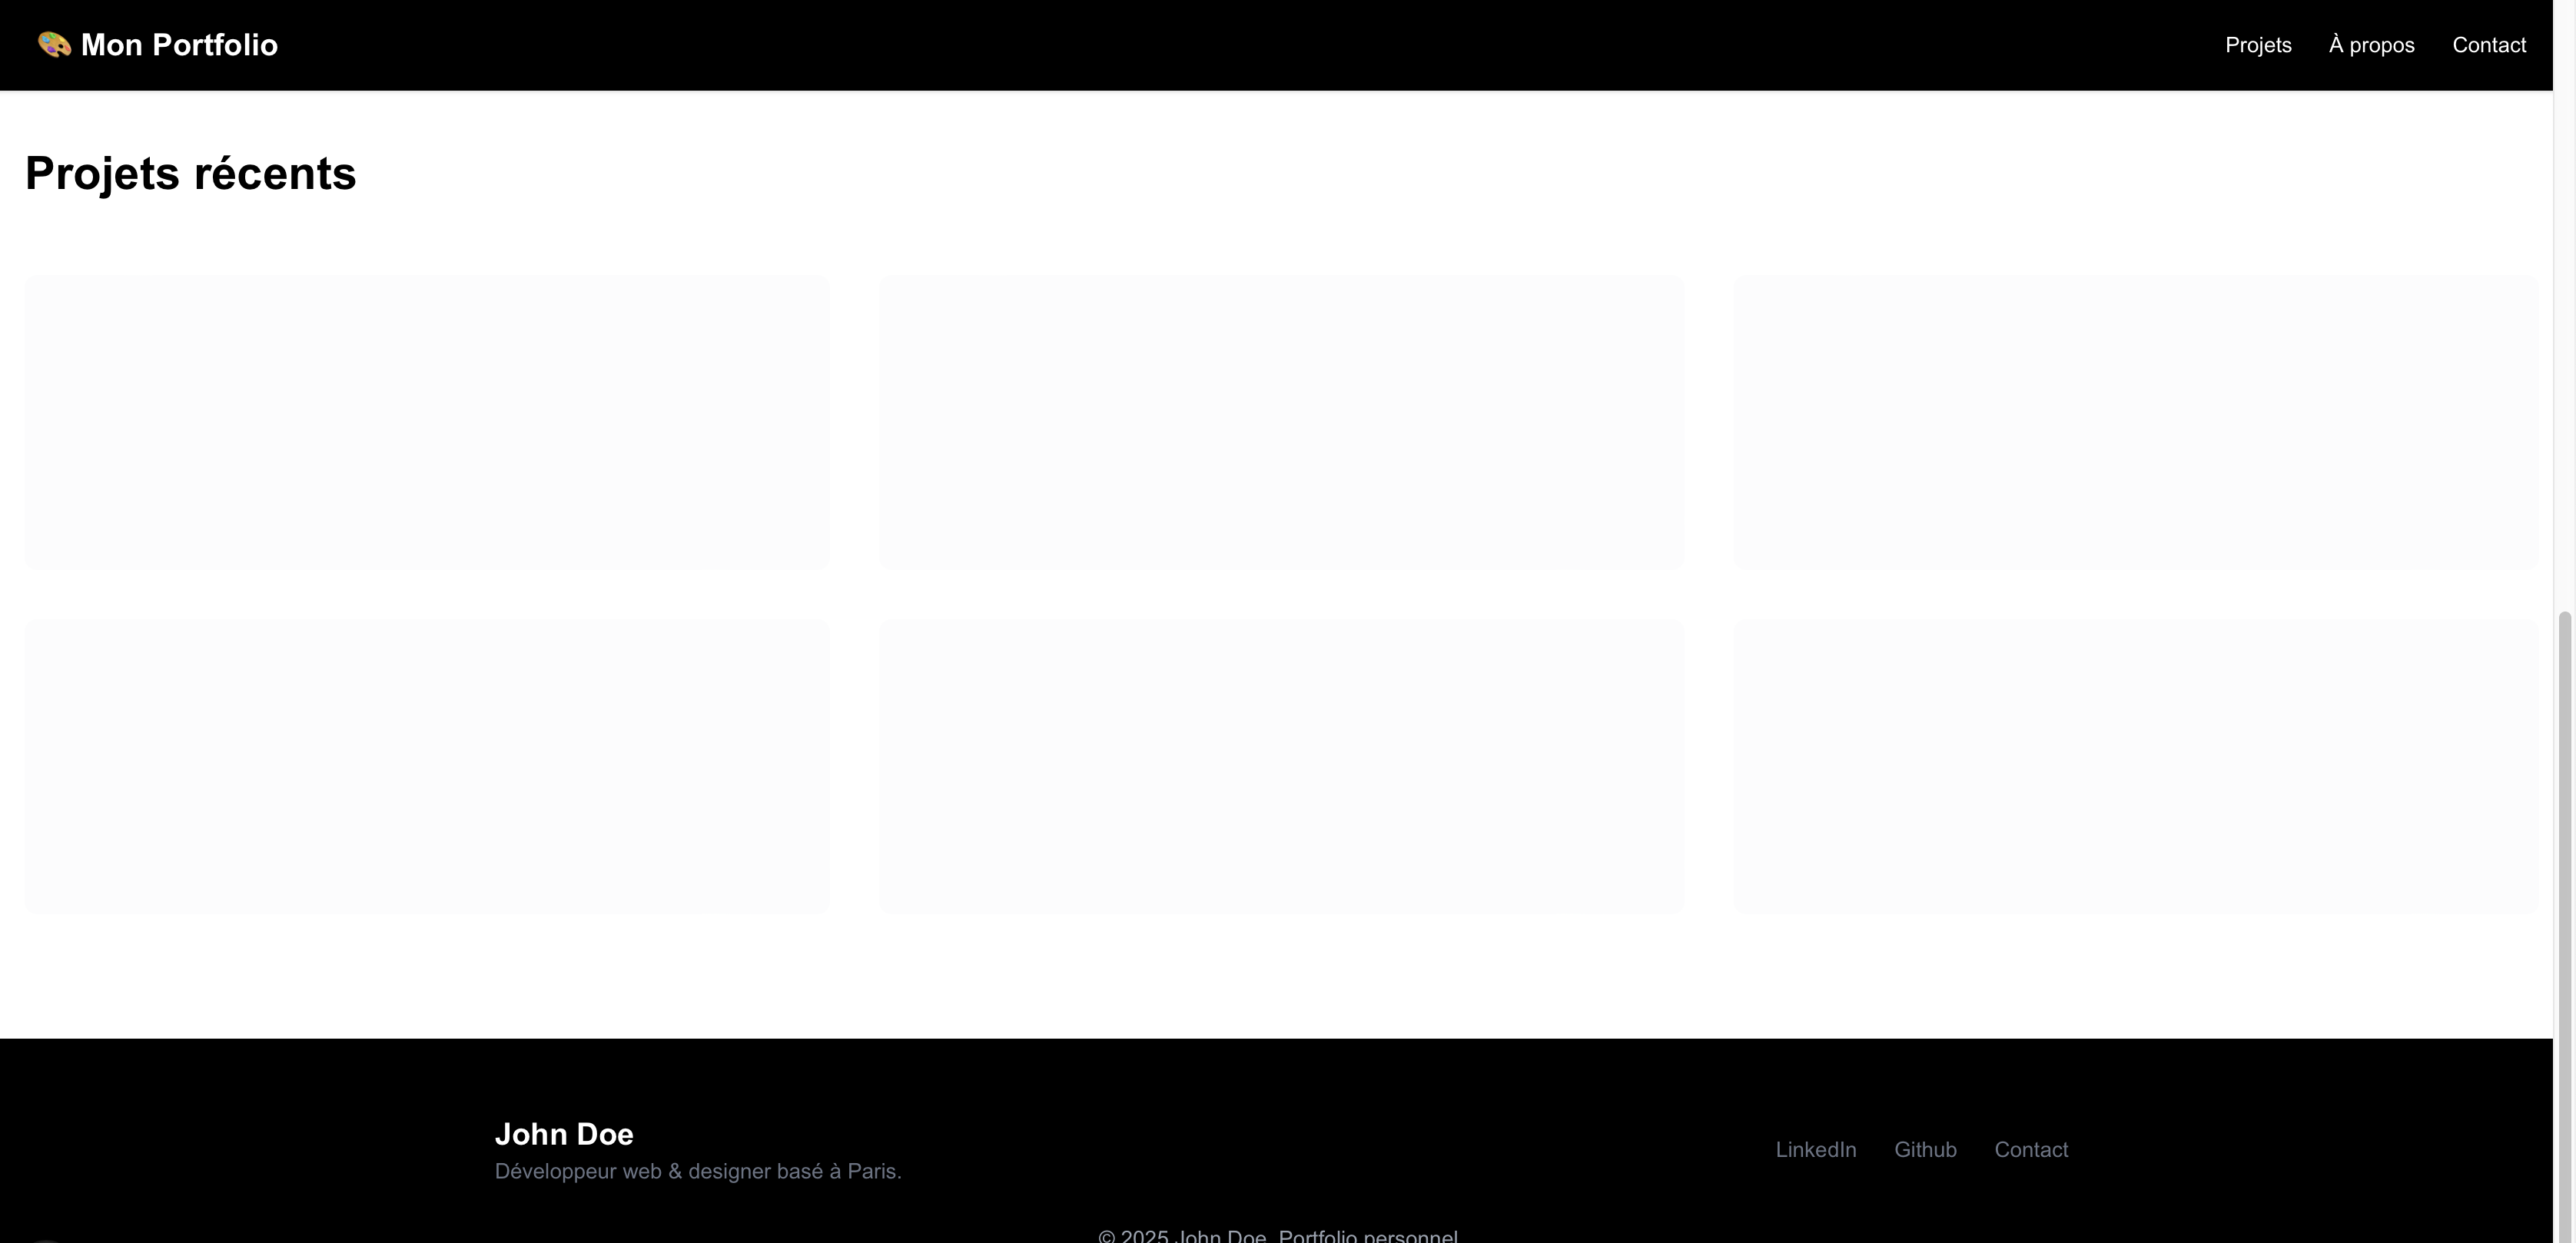 🎨 Mon Portfolio
Projets À propos Contact
Projets récents
John Doe
Développeur web & designer basé à Paris.
LinkedIn Github Contact
© 2025 John Doe. Portfolio personnel